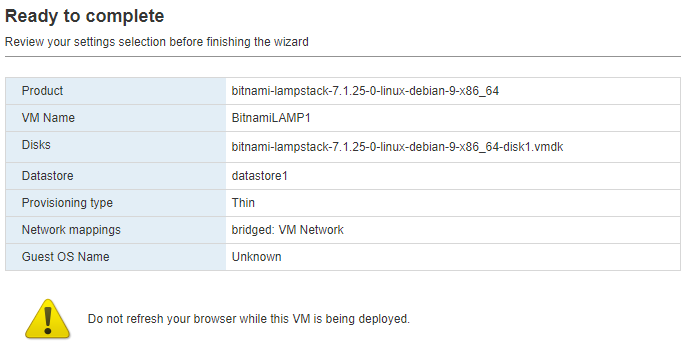 Ready to complete
Review your settings selection before finishing the wizard
Product bitnami-lampstack-7.1.25-0-linux-debian-9-x86_64
VM Name BitnamiLAMP1
Disks bitnami-lampstack-7.1.25-0-linux-debian-9-x86_64-disk1.vmdk
Datastore datastore1
Provisioning type Thin
Network mappings bridged: VM Network
Guest OS Name Unknown
Do not refresh your browser while this VM is being deployed.